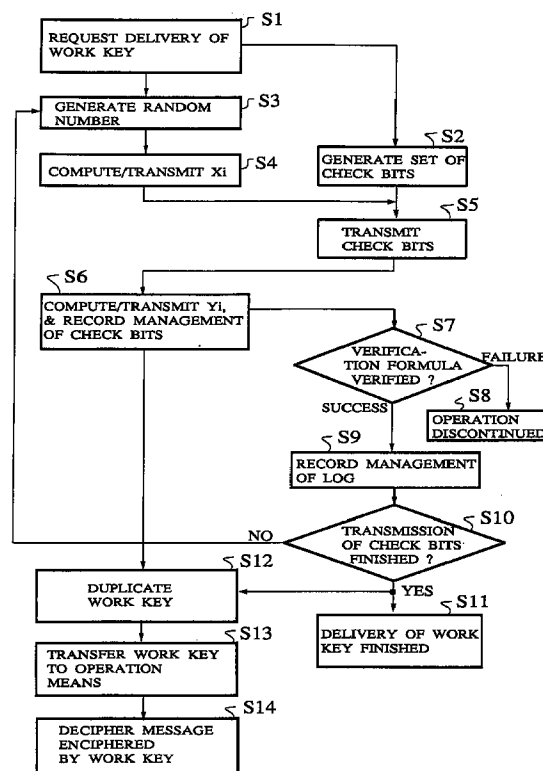 S1
REQUEST DELIVERY OF
WORK KEY
S3
GENERATE RANDOM
NUMBER
S2
GENERATE SET OF
CHECK BITS
S4
COMPUTE/TRANSMIT Xi
S5
TRANSMIT
CHECK BITS
S6
COMPUTE/TRANSMIT Yi,
& RECORD MANAGEMENT
OF CHECK BITS
S7
VERIFICA-
TION FORMULA
VERIFIED ?
FAILURE
SUCCESS
S8
OPERATION
DISCONTINUED
S9
RECORD MANAGEMENT
OF LOG
S10
TRANSMISSION
OF CHECK BITS
FINISHED ?
NO
YES
S12
DUPLICATE
WORK KEY
S11
DELIVERY OF WORK
KEY FINISHED
S13
TRANSFER WORK KEY
TO OPERATION
MEANS
S14
DECIPHER MESSAGE
ENCIPHERED
BY WORK KEY